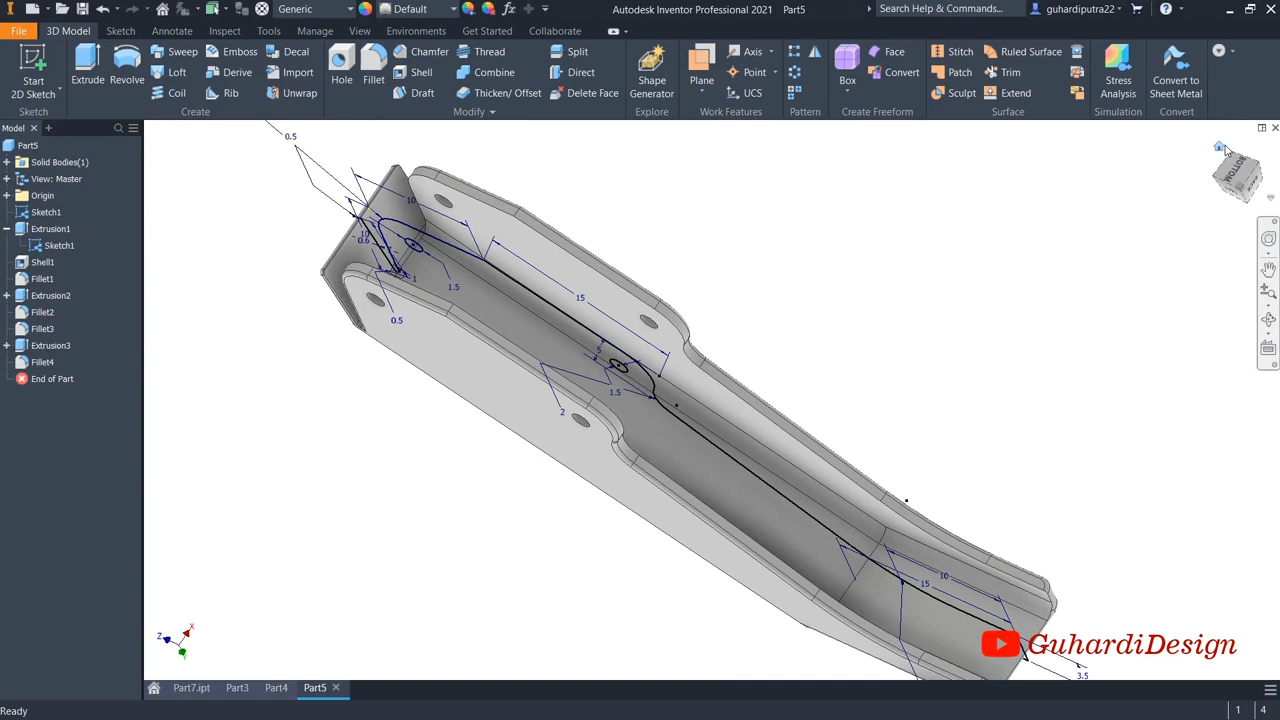 Generic
Default
Autodesk Inventor Professional 2021 Part5
Search Help & Commands...
guhardiputra22
File
3D Model
Sketch
Annotate
Inspect
Tools
Manage
View
Environments
Get Started
Collaborate
Start
2D Sketch
Extrude
Revolve
Sweep
Loft
Coil
Emboss
Derive
Rib
Decal
Import
Unwrap
Hole
Fillet
Chamfer
Shell
Draft
Thread
Combine
Thicken/ Offset
Split
Direct
Delete Face
Shape
Generator
Plane
Axis
Point
UCS
Box
Face
Convert
Stitch
Patch
Sculpt
Ruled Surface
Trim
Extend
Stress
Analysis
Convert to
Sheet Metal
Sketch
Create
Modify
Explore
Work Features
Pattern
Create Freeform
Surface
Simulation
Convert
Model
Part5
Solid Bodies(1)
View: Master
Origin
Sketch1
Extrusion1
Sketch1
Shell1
Fillet1
Extrusion2
Fillet2
Fillet3
Extrusion3
Fillet4
End of Part
0.5
10
10
0.6
1
1.5
0.5
15
5
1.5
2
10
15
3.5
BOTTOM
X
Z
Y
GuhardiDesign
Part7.ipt
Part3
Part4
Part5
Ready
1
4